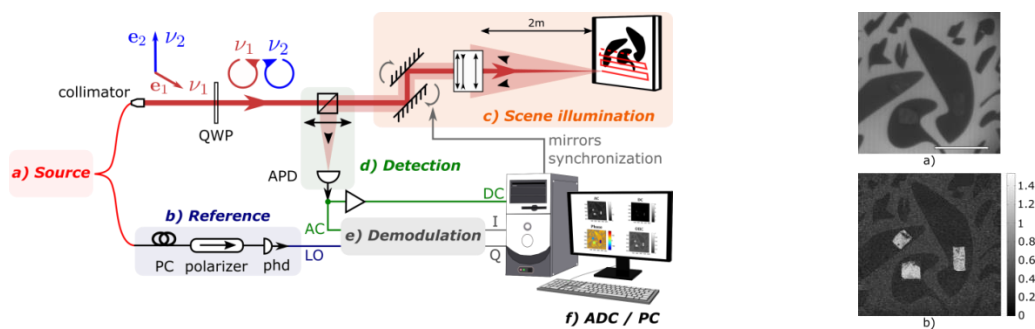 e₂ ν₂
ν₁ ν₂
e₁ ν₁
collimator
QWP
2m
c) Scene illumination
mirrors
synchronization
a) Source
d) Detection
APD
DC
b) Reference
AC
I
e) Demodulation
LO
Q
PC polarizer phd
f) ADC / PC
a)
1.4
1.2
1
0.8
0.6
0.4
0.2
0
b)